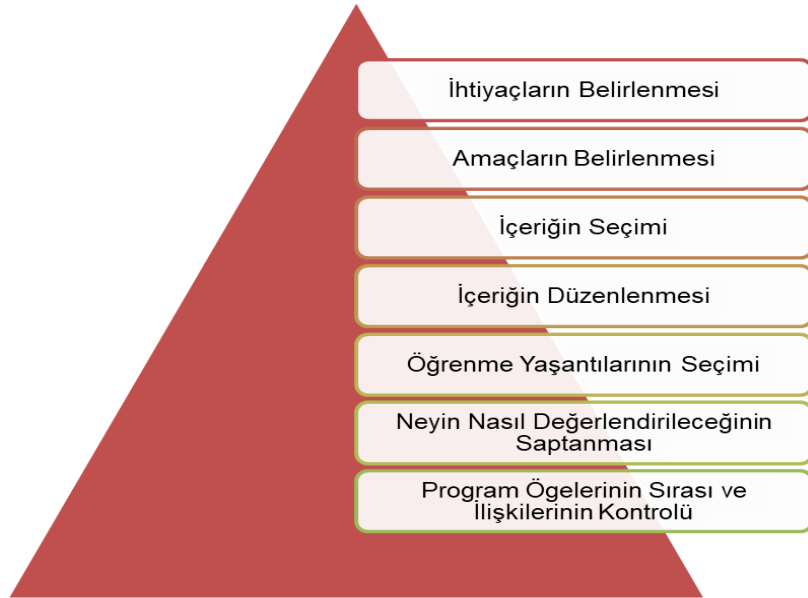 İhtiyaçların Belirlenmesi
Amaçların Belirlenmesi
İçeriğin Seçimi
İçeriğin Düzenlenmesi
Öğrenme Yaşantılarının Seçimi
Neyin Nasıl Değerlendirileceğinin
Saptanması
Program Ögelerinin Sırası ve
İlişkilerinin Kontrolü